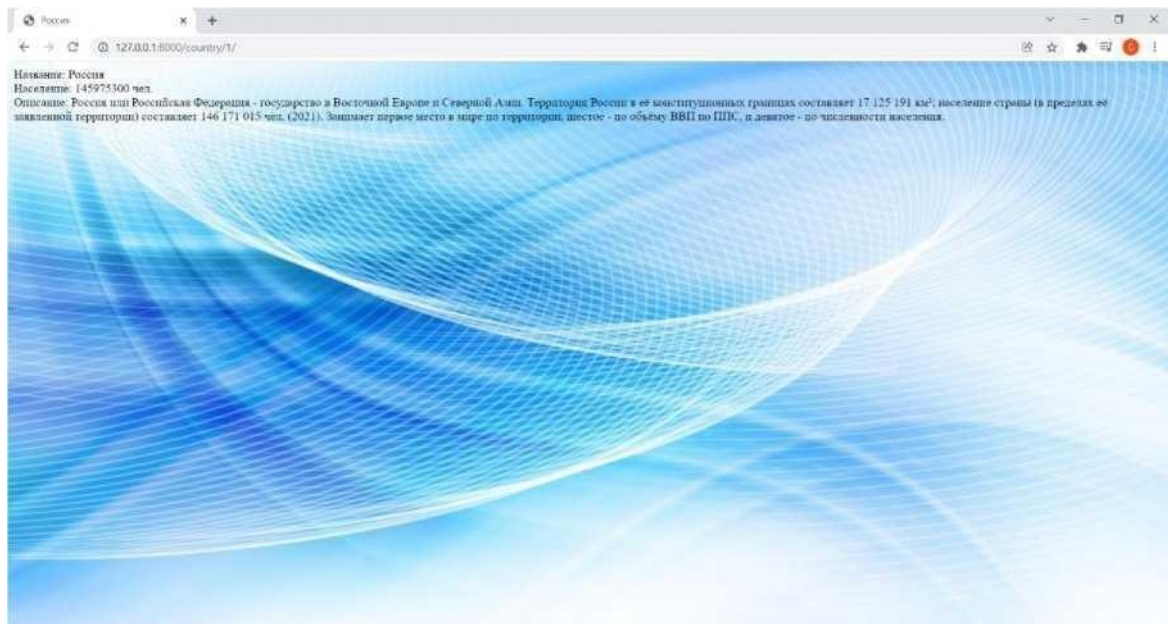 Россия
127.0.0.1:8000/country/1/
Название: Россия
Население: 145975300 чел.
Описание: Россия или Российская Федерация - государство в Восточной Европе и Северной Азии. Территория России в её конституционных границах составляет 17 125 191 км²; население страны (в пределах её
заявленной территории) составляет 146 171 015 чел. (2021). Занимает первое место в мире по территории, шестое - по объёму ВВП по ППС, и девятое - по численности населения.